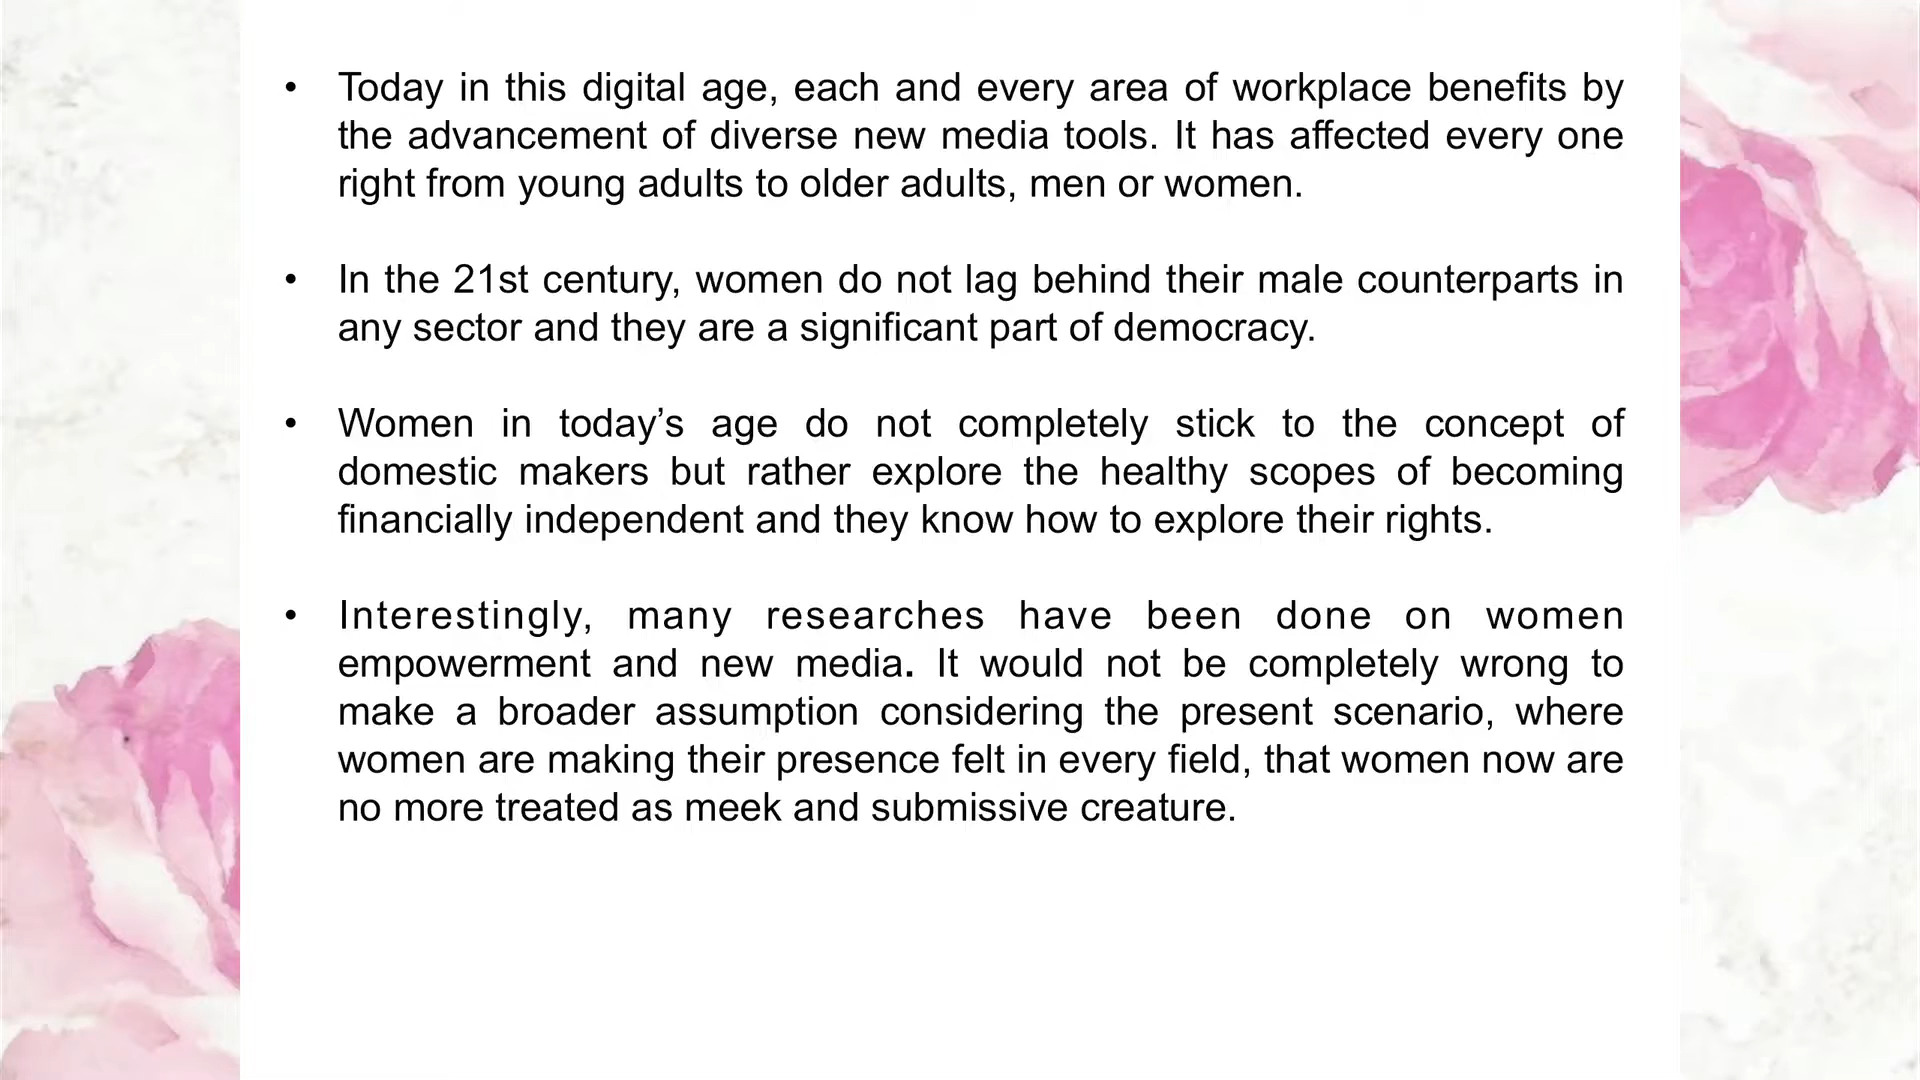 • Today in this digital age, each and every area of workplace benefits by
the advancement of diverse new media tools. It has affected every one
right from young adults to older adults, men or women.
• In the 21st century, women do not lag behind their male counterparts in
any sector and they are a significant part of democracy.
• Women in today’s age do not completely stick to the concept of
domestic makers but rather explore the healthy scopes of becoming
financially independent and they know how to explore their rights.
• Interestingly, many researches have been done on women
empowerment and new media. It would not be completely wrong to
make a broader assumption considering the present scenario, where
women are making their presence felt in every field, that women now are
no more treated as meek and submissive creature.